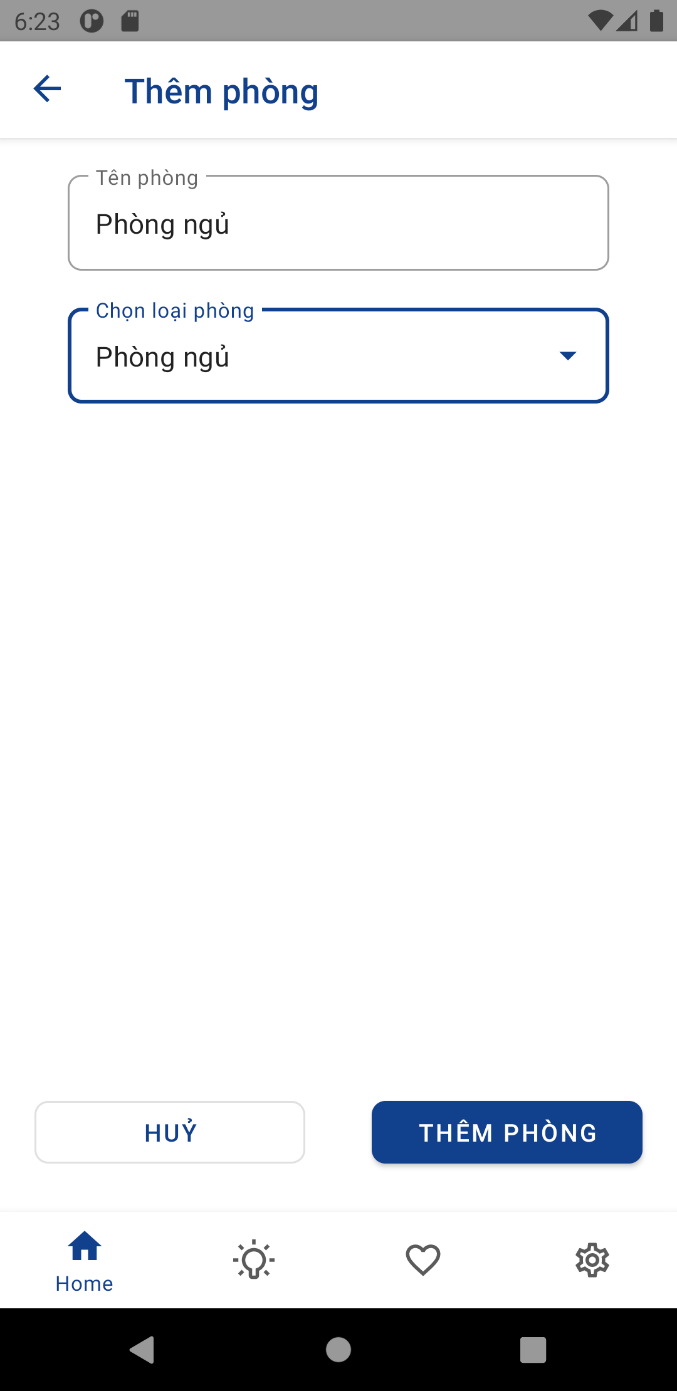 6:23
Thêm phòng
Tên phòng
Phòng ngủ
Chọn loại phòng
Phòng ngủ
HUỶ
THÊM PHÒNG
Home